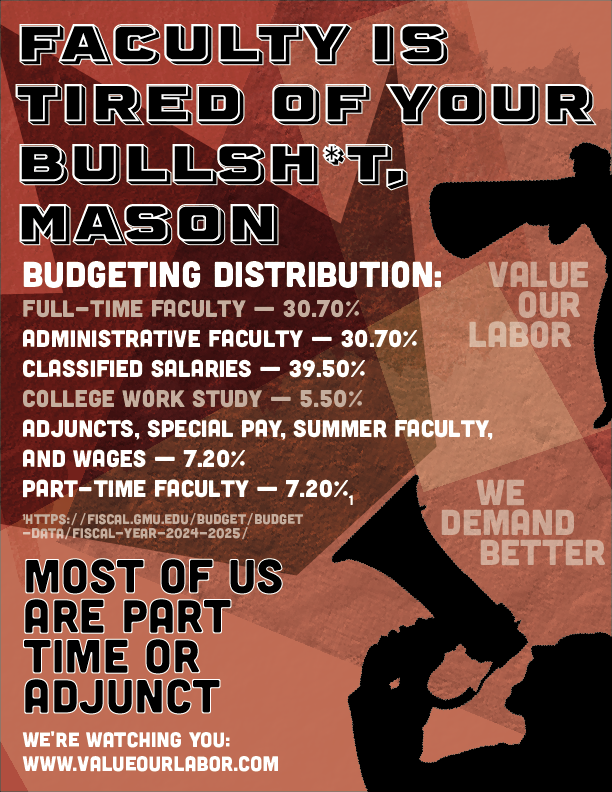 FACULTY IS
TIRED OF YOUR
BULLSH*T,
MASON
BUDGETING DISTRIBUTION:
FULL-TIME FACULTY — 30.70%
ADMINISTRATIVE FACULTY — 30.70%
CLASSIFIED SALARIES — 39.50%
COLLEGE WORK STUDY — 5.50%
ADJUNCTS, SPECIAL PAY, SUMMER FACULTY,
AND WAGES — 7.20%
PART-TIME FACULTY — 7.20%₁
¹HTTPS://FISCAL.GMU.EDU/BUDGET/BUDGET
-DATA/FISCAL-YEAR-2024-2025/
VALUE
OUR
LABOR
WE
DEMAND
BETTER
MOST OF US
ARE PART
TIME OR
ADJUNCT
WE'RE WATCHING YOU:
WWW.VALUEOURLABOR.COM